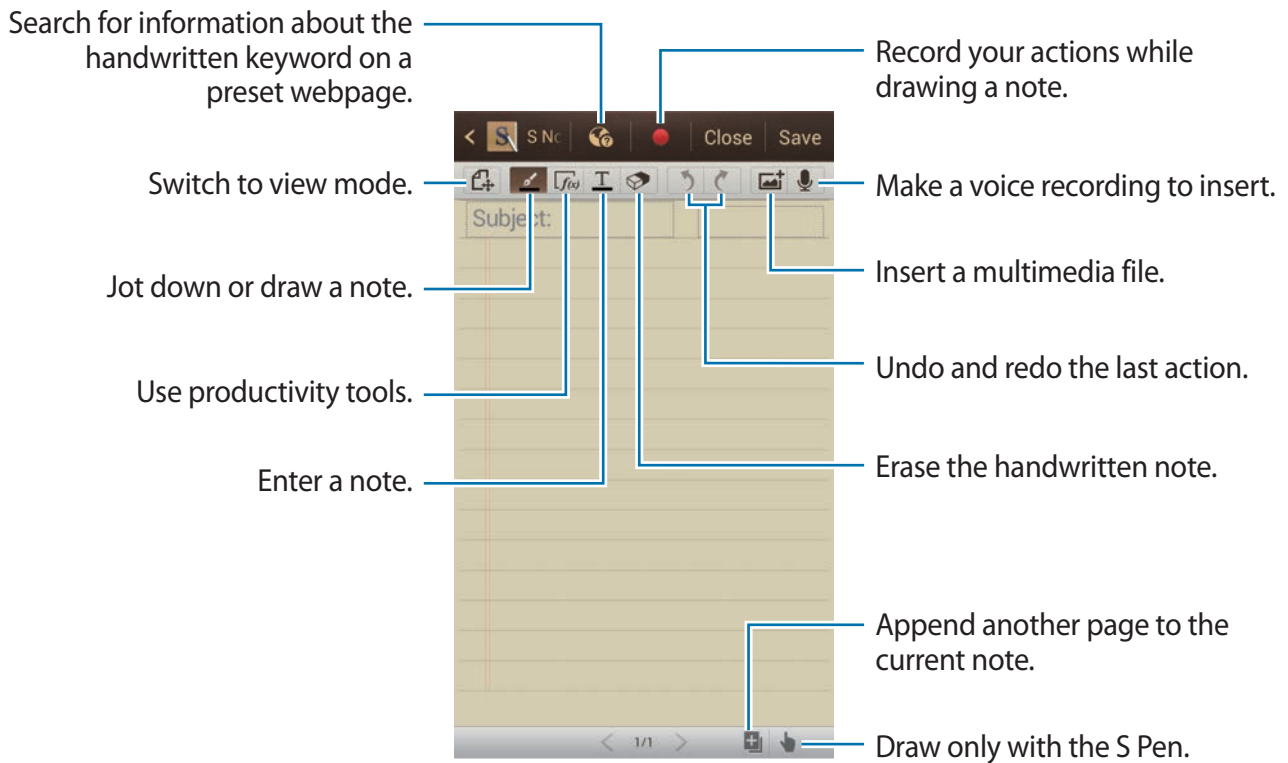 Search for information about the
handwritten keyword on a
preset webpage.
Record your actions while
drawing a note.
S No
Close
Save
Switch to view mode.
f(x)
T
Make a voice recording to insert.
Subject:
Jot down or draw a note.
Insert a multimedia file.
Use productivity tools.
Undo and redo the last action.
Enter a note.
Erase the handwritten note.
Append another page to the
current note.
1/1
Draw only with the S Pen.